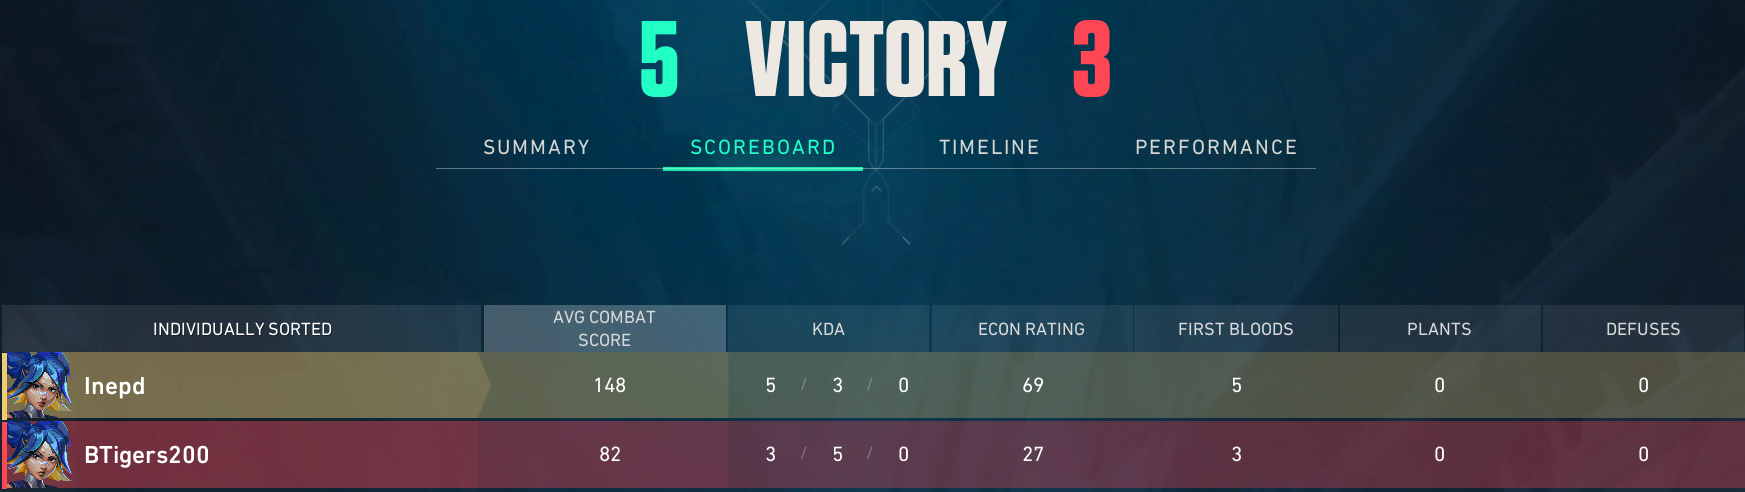 5 VICTORY 3
SUMMARY SCOREBOARD TIMELINE PERFORMANCE
INDIVIDUALLY SORTED AVG COMBAT SCORE KDA ECON RATING FIRST BLOODS PLANTS DEFUSES
Inepd 148 5 / 3 / 0 69 5 0 0
BTigers200 82 3 / 5 / 0 27 3 0 0